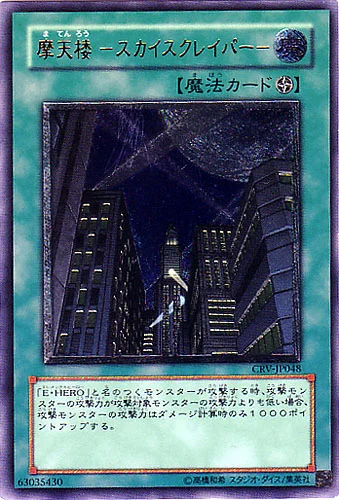 ま てん ろう
摩天楼 －スカイスクレイパー－
まほう
【魔法カード】
CRV-JP048
「E・HERO」と名のつくモンスターが攻撃する時、攻撃モン
スターの攻撃力が攻撃対象モンスターの攻撃力よりも低い場合、
攻撃モンスターの攻撃力はダメージ計算時のみ1000ポイ
ントアップする。
63035430
©高橋和希 スタジオ・ダイス/集英社